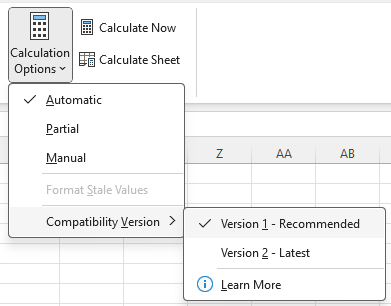 Calculation
Options
Calculate Now
Calculate Sheet
Automatic
Partial
Manual
Format Stale Values
Compatibility Version
Z AA AB
Version 1 - Recommended
Version 2 - Latest
Learn More